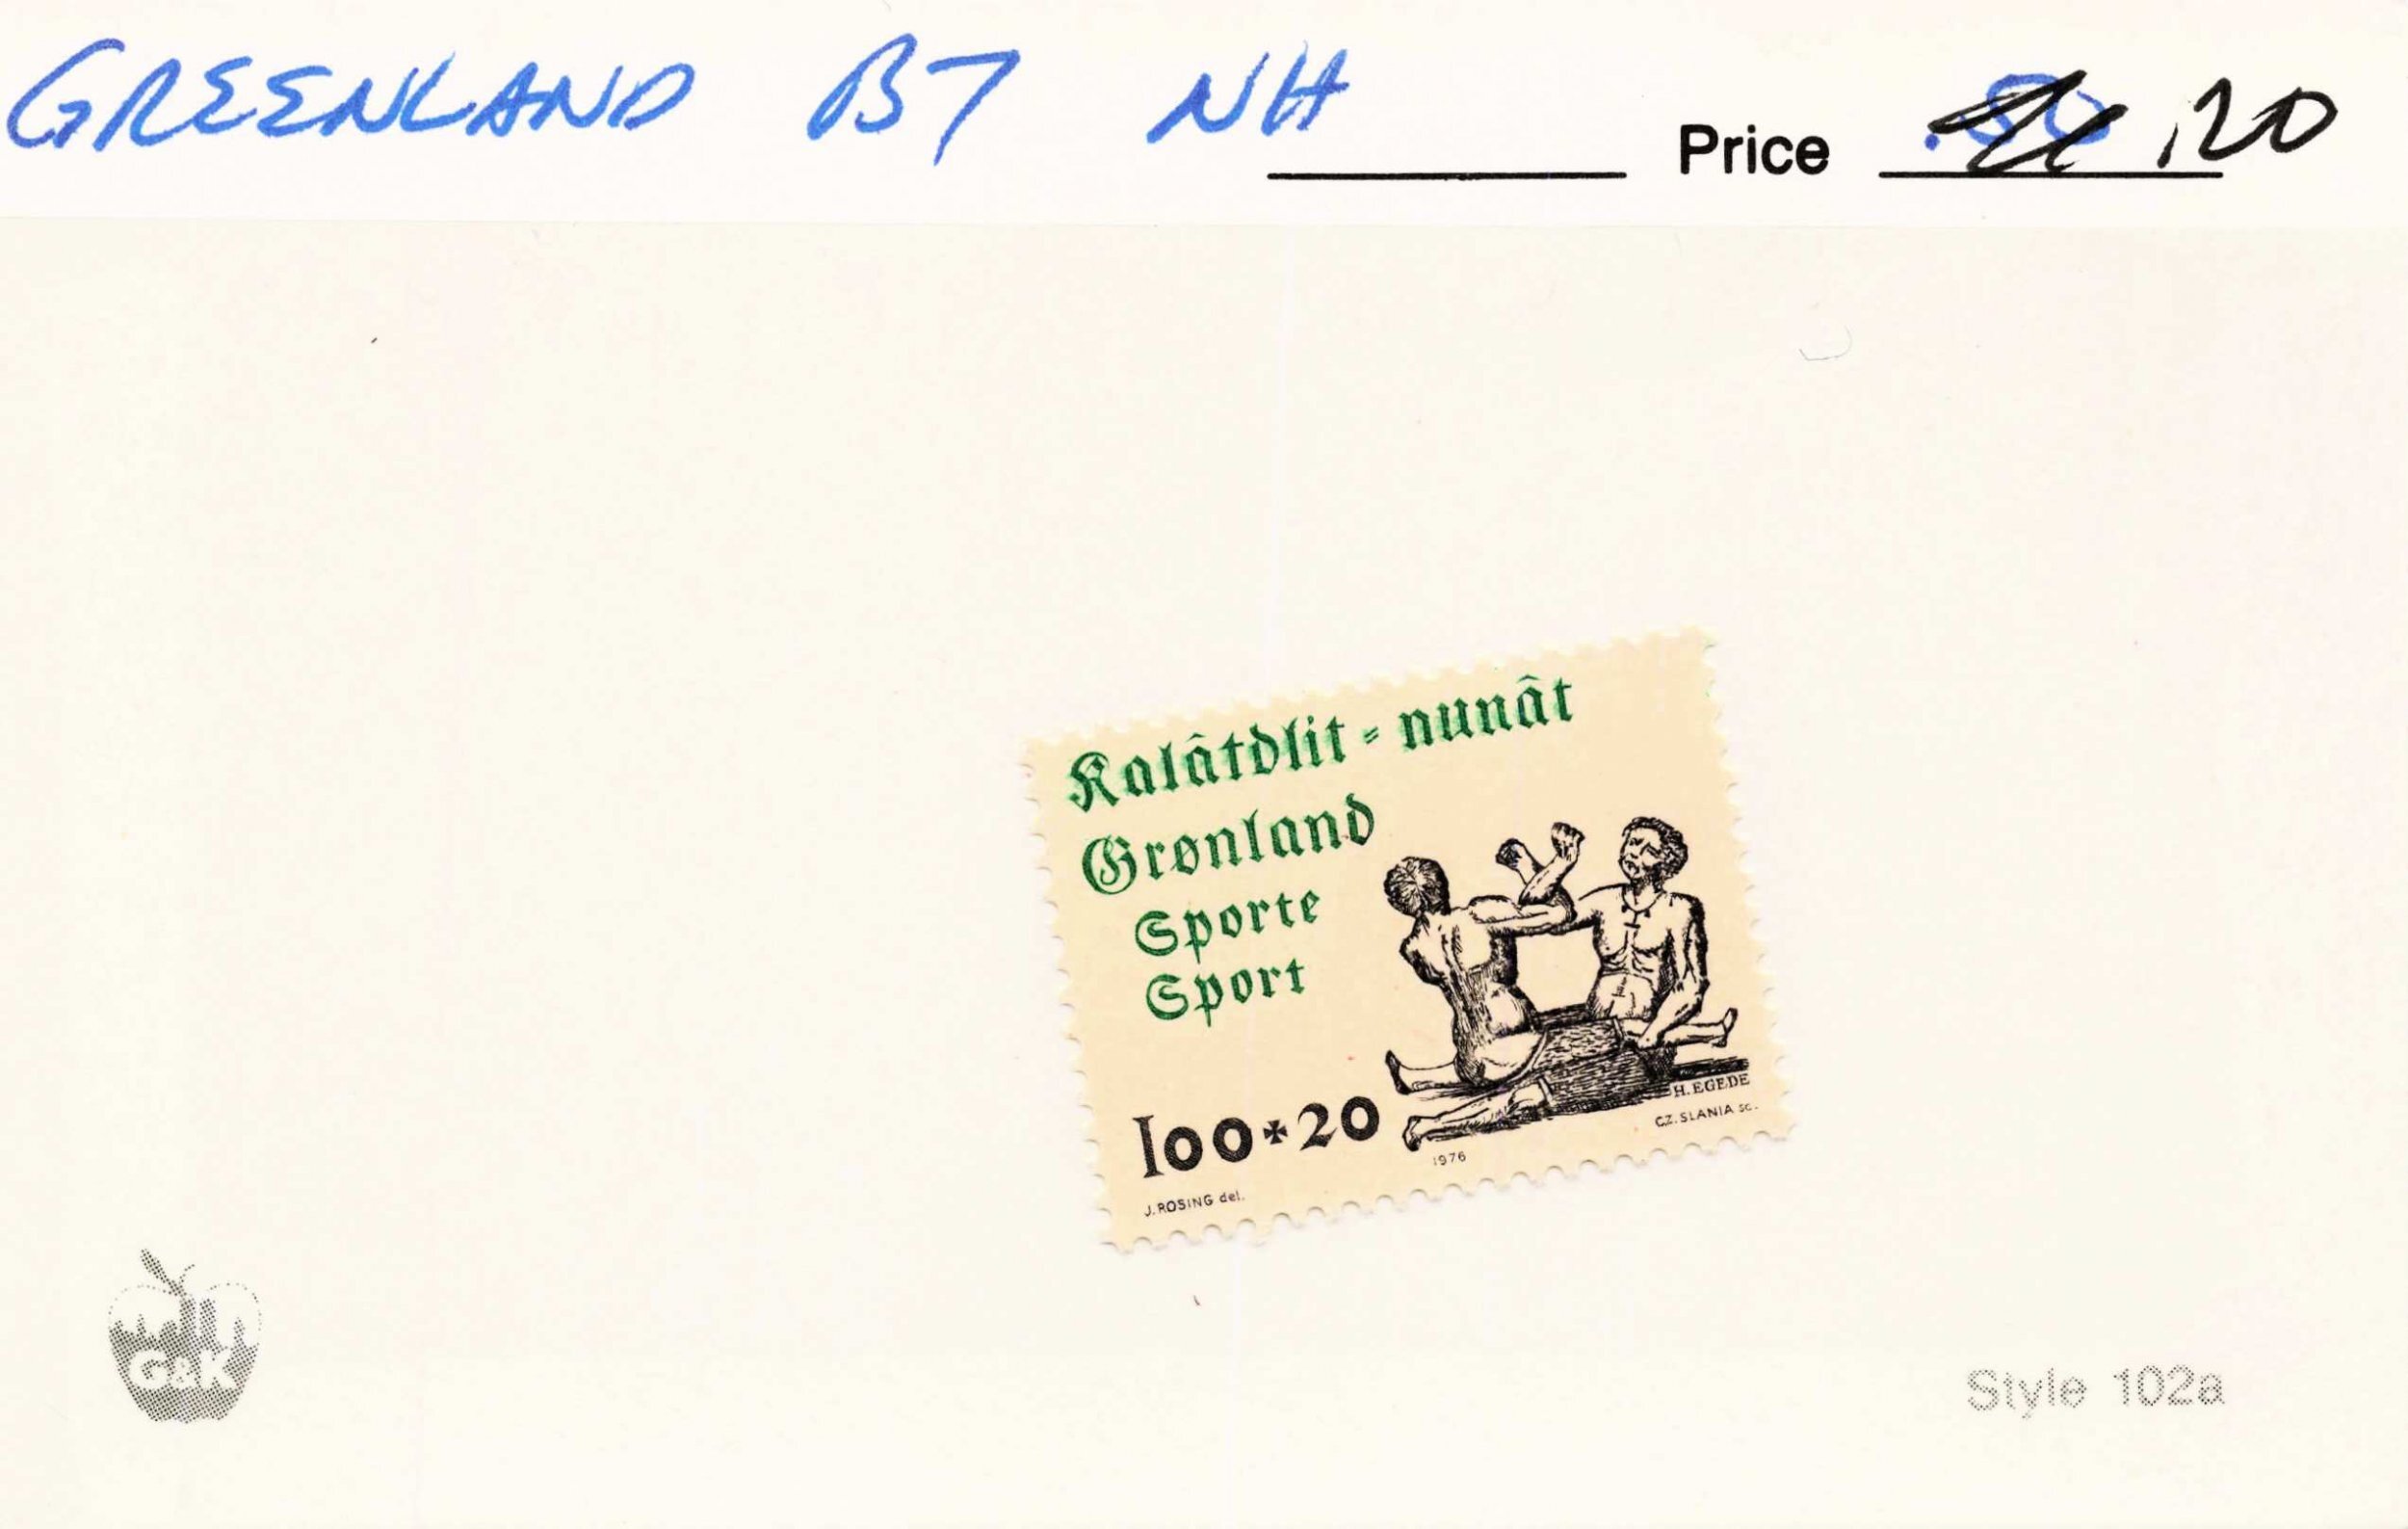 GREENLAND B7 NH
Price .20
Kalâtdlit-nunât
Grønland
Sporte
Sport
100+20
H. EGEDE
CZ. SLANIA sc.
1976
J. ROSING del.
G&K
Style 102a